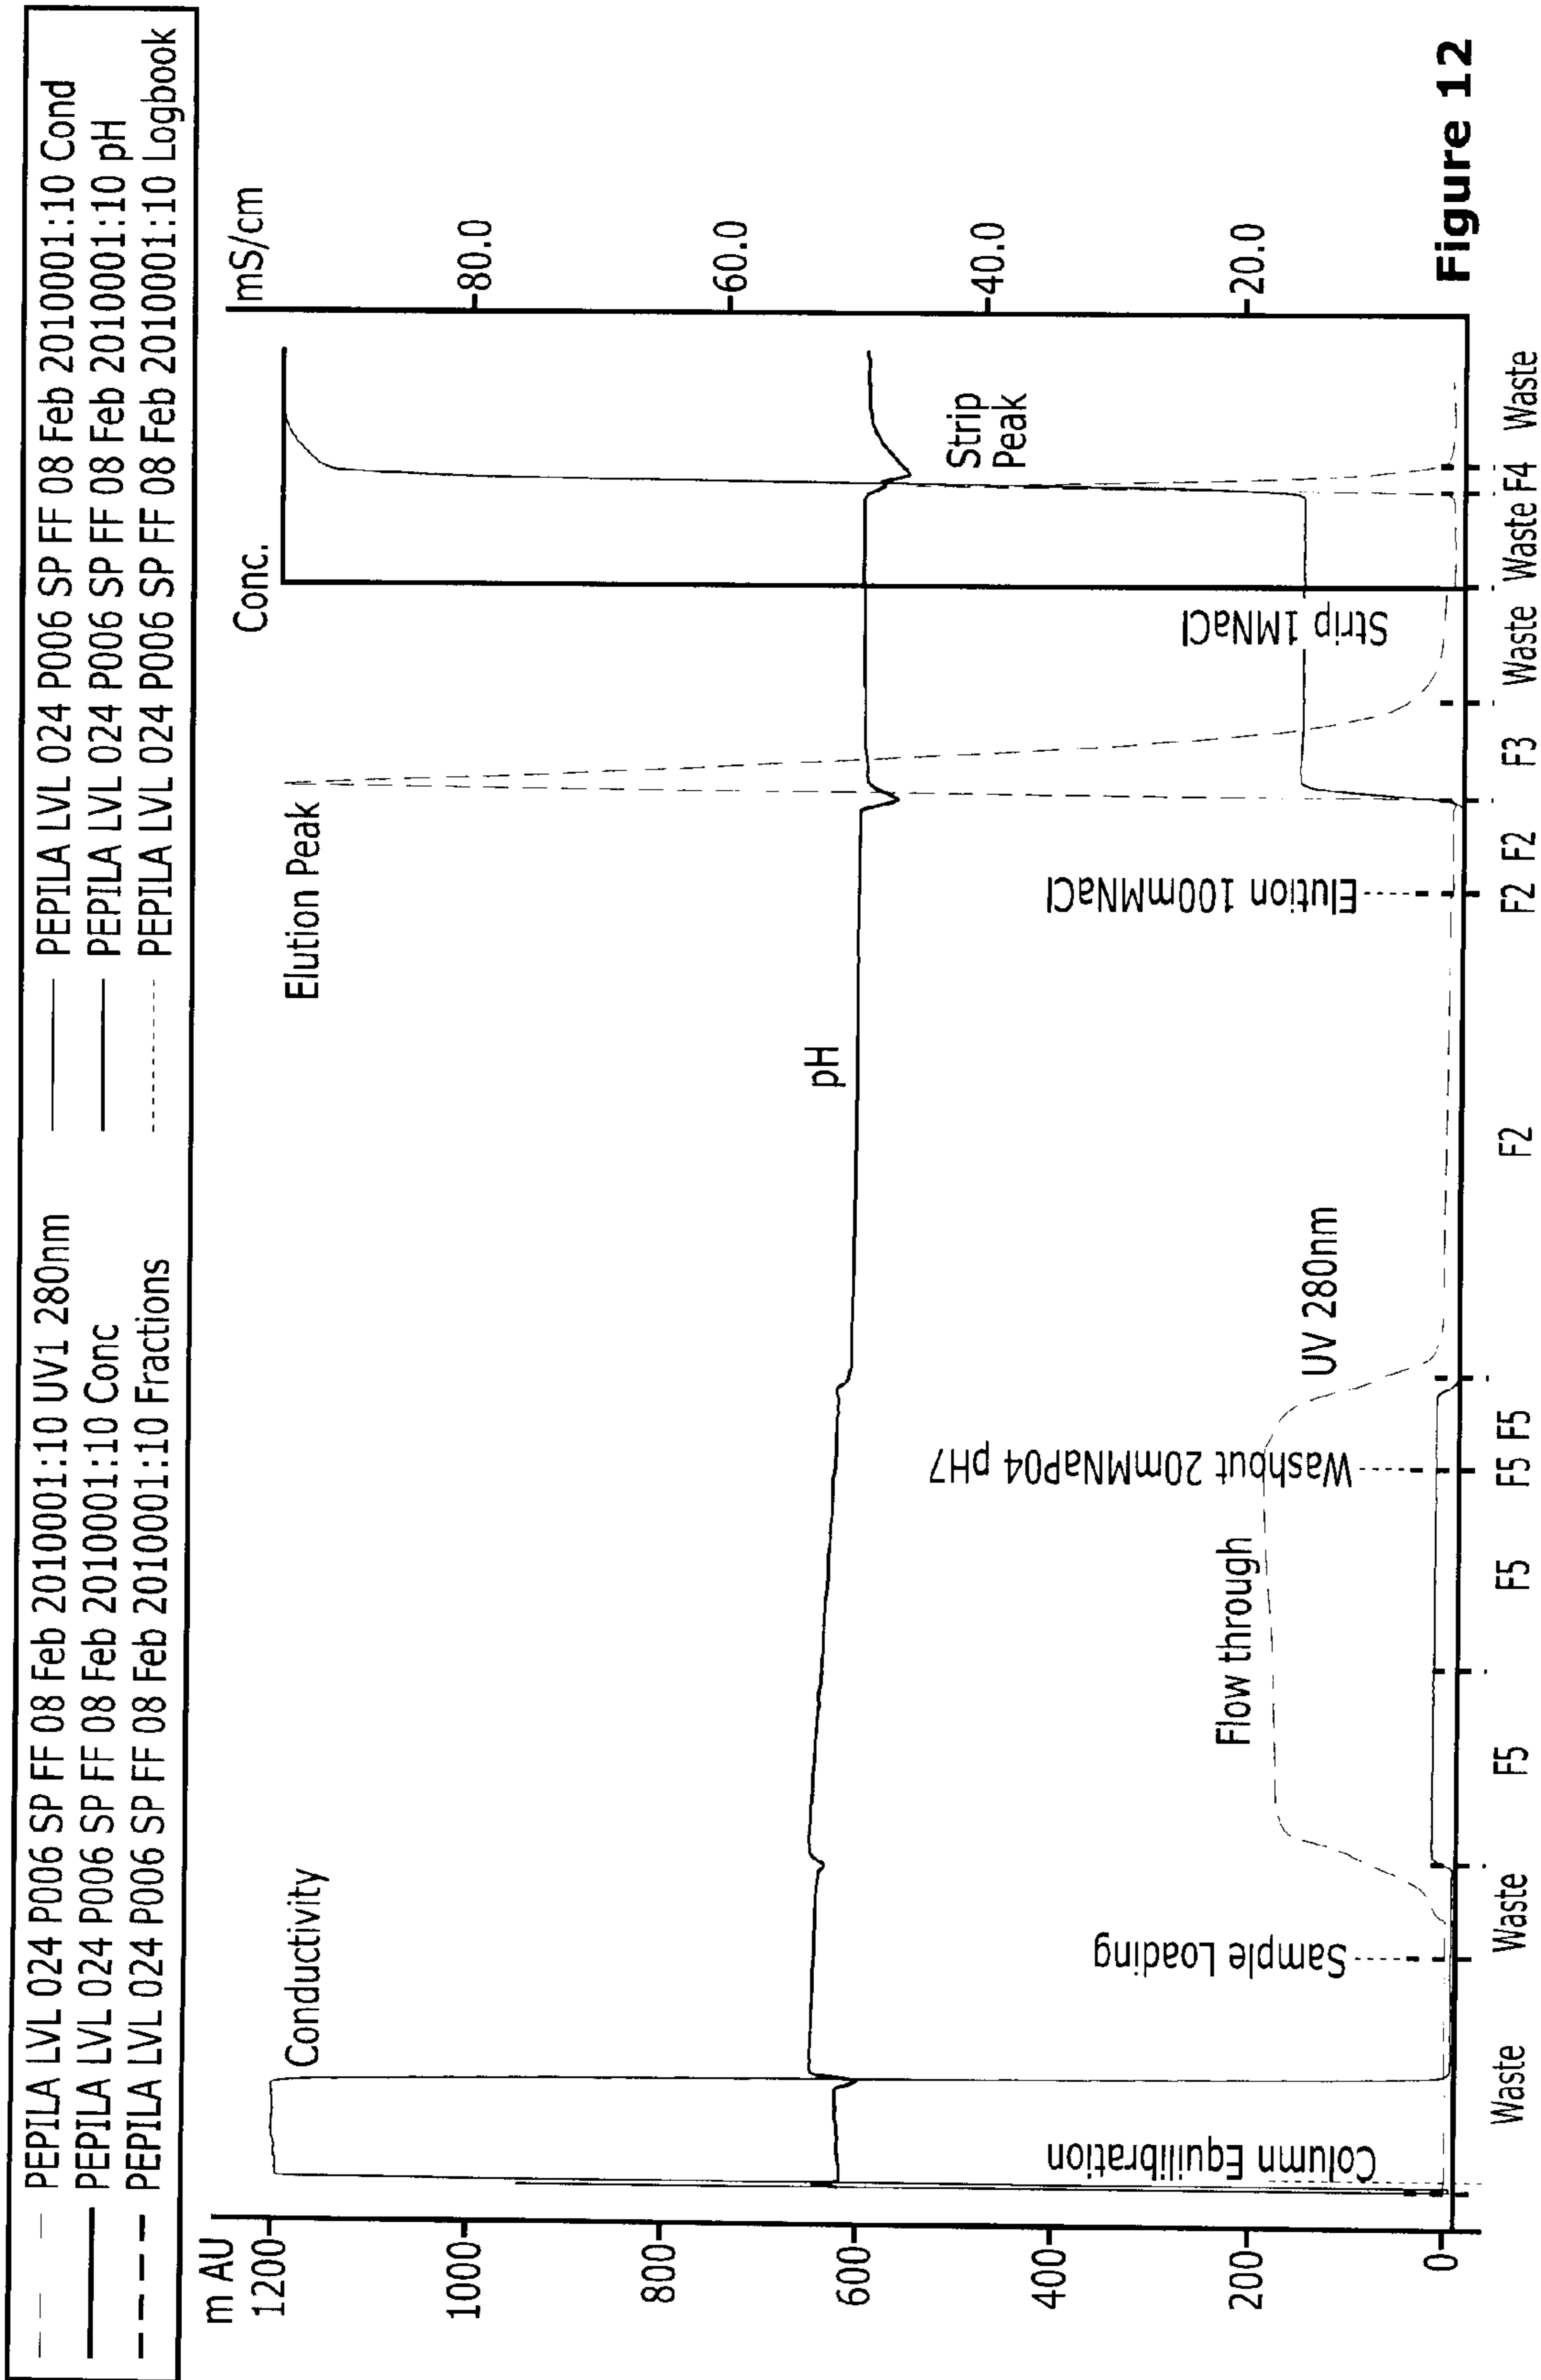 PEPILA LVL 024 P006 SP FF 08 Feb 2010001:10 UV1 280nm
PEPILA LVL 024 P006 SP FF 08 Feb 2010001:10 Cond
PEPILA LVL 024 P006 SP FF 08 Feb 2010001:10 Conc
PEPILA LVL 024 P006 SP FF 08 Feb 2010001:10 pH
PEPILA LVL 024 P006 SP FF 08 Feb 2010001:10 Fractions
PEPILA LVL 024 P006 SP FF 08 Feb 2010001:10 Logbook
m AU
1200
1000
800
600
400
200
0
mS/cm
80.0
60.0
40.0
20.0
Conductivity
Elution Peak
Conc.
pH
Strip
Peak
Flow through
UV 280nm
Column Equilibration
Sample Loading
Washout 20mMNaP04 pH7
Elution 100mMNaCl
Strip 1MNaCl
Waste
Waste
F5
F5
F5
F5
F2
F2
F2
F3
Waste
Waste
F4
Waste
Figure 12